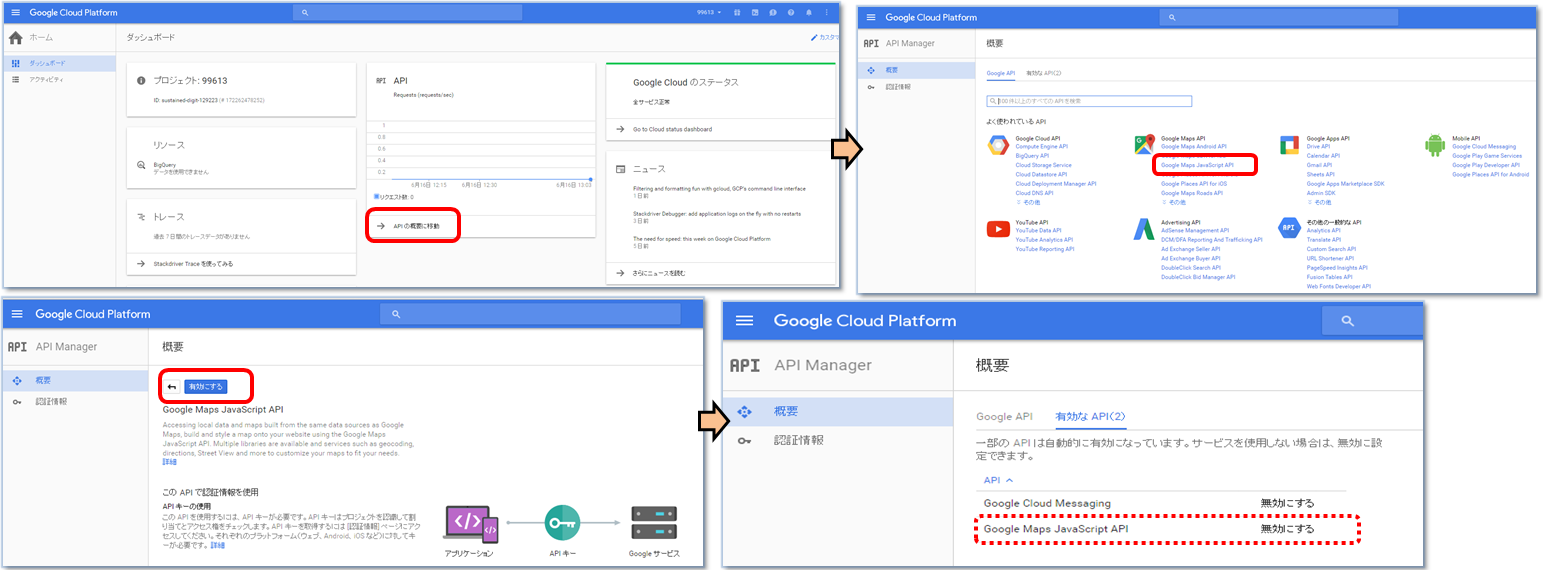 Google Cloud Platform
99613
ホーム
ダッシュボード
カスタマ
ダッシュボード
アクティビティ
プロジェクト: 99613
ID: sustained-digit-129223 (# 172262479252)
リソース
BigQuery
データを使用できません
トレース
過去 7 日間のトレースデータがありません
Stackdriver Trace を使ってみる
API
API
Requests (requests/sec)
1
0.8
0.6
0.4
0.2
6月16日 12:15
6月16日 12:30
6月16日 13:03
リクエスト数: 0
API の概要に移動
Google Cloud のステータス
全サービス正常
Go to Cloud status dashboard
ニュース
Filtering and formatting fun with gcloud, GCP's command line interface
1 日前
Stackdriver Debugger: add application logs on the fly with no restarts
3 日前
The need for speed: this week on Google Cloud Platform
5 日前
さらにニュースを読む
Google Cloud Platform
API API Manager
概要
概要
認証情報
Google API
有効な API(2)
100 件以上のすべての API を検索
よく使われている API
Google Cloud API
Compute Engine API
BigQuery API
Cloud Storage Service
Cloud Datastore API
Cloud Deployment Manager API
Cloud DNS API
その他
Google Maps API
Google Maps Android API
Google Maps JavaScript API
Google Places API for iOS
Google Maps Roads API
その他
Google Apps API
Drive API
Calendar API
Gmail API
Sheets API
Google Apps Marketplace SDK
Admin SDK
その他
Mobile API
Google Cloud Messaging
Google Play Game Services
Google Play Developer API
Google Places API for Android
YouTube API
YouTube Data API
YouTube Analytics API
YouTube Reporting API
Advertising API
AdSense Management API
DCM/DFA Reporting And Trafficking API
Ad Exchange Seller API
Ad Exchange Buyer API
DoubleClick Search API
DoubleClick Bid Manager API
API
その他の一般的な API
Analytics API
Translate API
Custom Search API
URL Shortener API
PageSpeed Insights API
Fusion Tables API
Web Fonts Developer API
Google Cloud Platform
API API Manager
概要
概要
認証情報
有効にする
Google Maps JavaScript API
Accessing local data and maps built from the same data sources as Google
Maps, build and style a map onto your website using the Google Maps
JavaScript API. Multiple libraries are available and services such as geocoding,
directions, Street View and more to customize your maps to fit your needs.
詳細
この API で認証情報を使用
API キーの使用
この API を使用するには、API キーが必要です。API キーはプロジェクトを認識して割
り当てとアクセス権をチェックします。API キーを取得するには [認証情報] ページにアク
セスしてください。それぞれのプラットフォーム(ウェブ、Android、iOS など)に対してキ
ーが必要です。 詳細
アプリケーション
API キー
Google サービス
Google Cloud Platform
API API Manager
概要
概要
認証情報
Google API
有効な API(2)
一部の API は自動的に有効になっています。サービスを使用しない場合は、無効に設
定できます。
API
Google Cloud Messaging 無効にする
Google Maps JavaScript API 無効にする